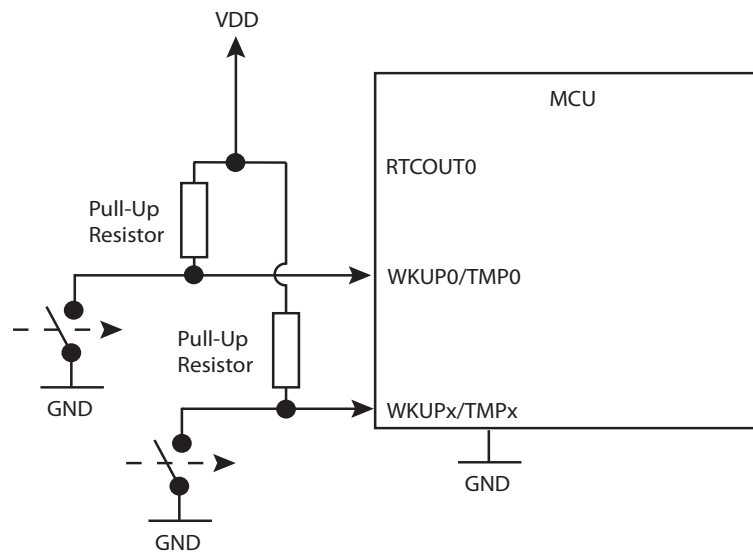 VDD
MCU
RTCOUT0
Pull-Up
Resistor
WKUP0/TMP0
Pull-Up
Resistor
GND
WKUPx/TMPx
GND
GND